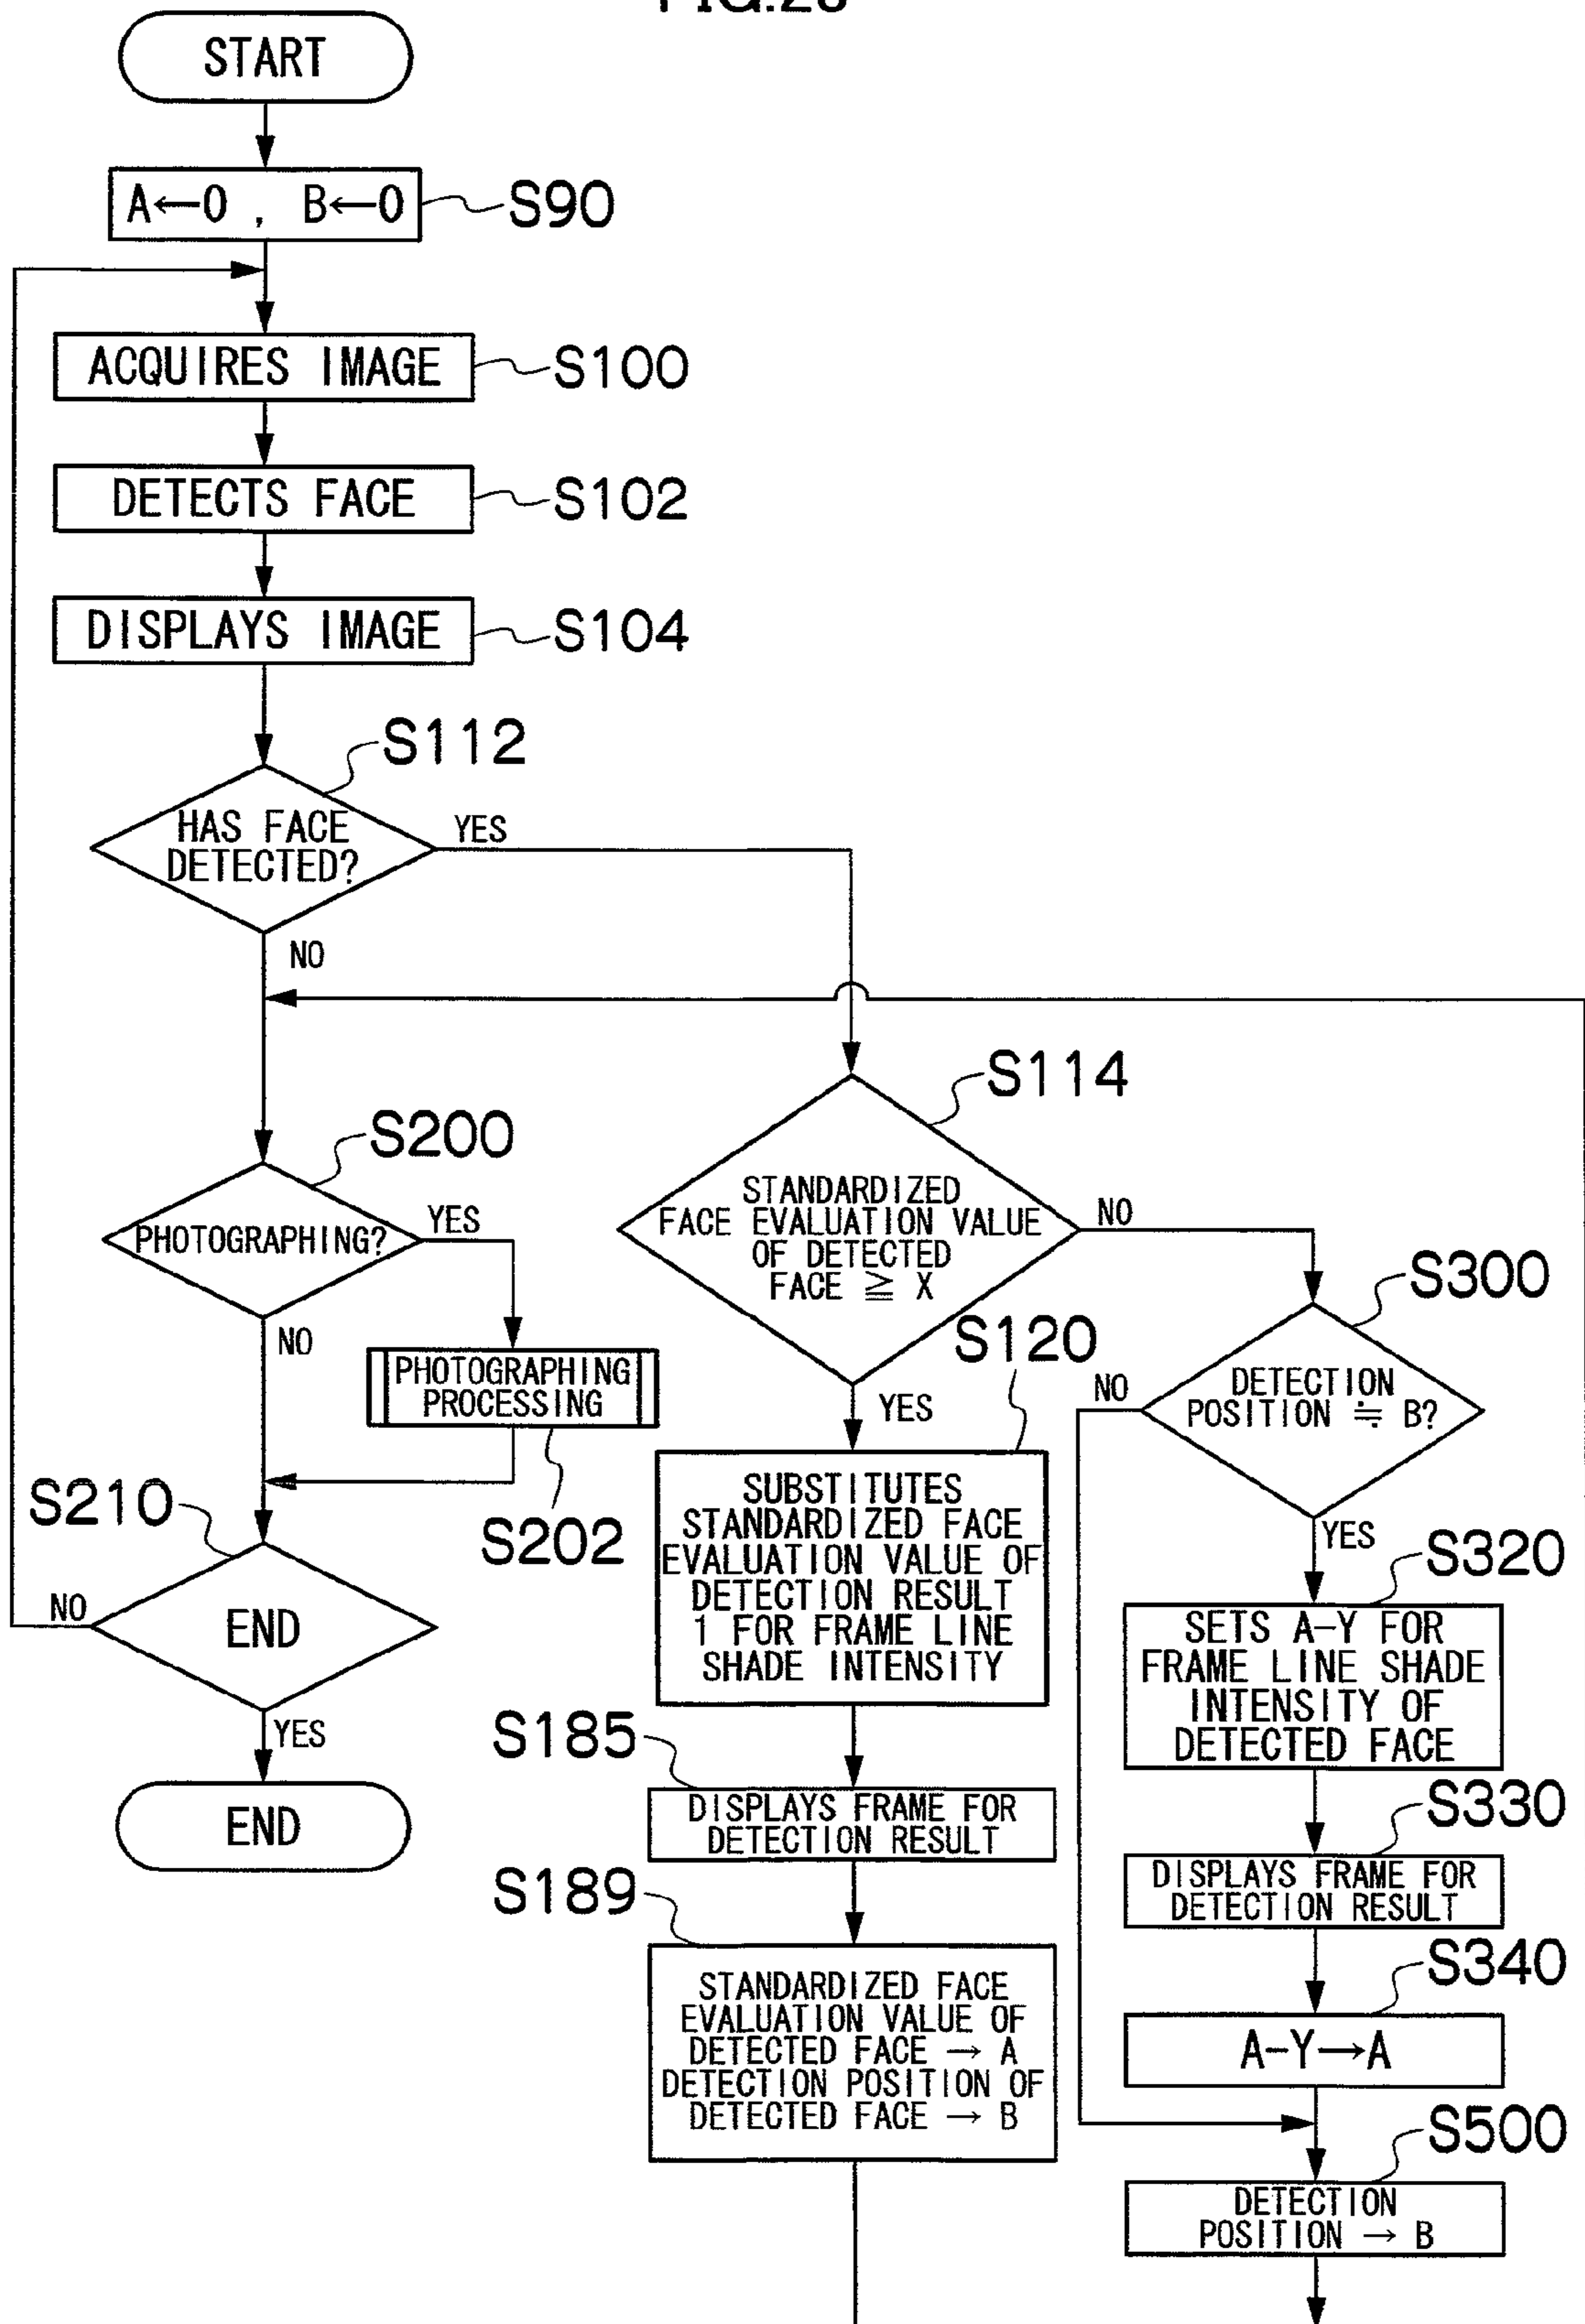 START
A←0 , B←0
S90
ACQUIRES IMAGE
S100
DETECTS FACE
S102
DISPLAYS IMAGE
S104
S112
HAS FACE
DETECTED?
YES
NO
S114
STANDARDIZED
FACE EVALUATION VALUE
OF DETECTED
FACE ≧ X
NO
YES
S200
PHOTOGRAPHING?
YES
NO
PHOTOGRAPHING
PROCESSING
S202
S210
END
NO
YES
END
S120
SUBSTITUTES
STANDARDIZED FACE
EVALUATION VALUE OF
DETECTION RESULT
1 FOR FRAME LINE
SHADE INTENSITY
S185
DISPLAYS FRAME FOR
DETECTION RESULT
S189
STANDARDIZED FACE
EVALUATION VALUE OF
DETECTED FACE → A
DETECTION POSITION OF
DETECTED FACE → B
S300
DETECTION
POSITION ≒ B?
NO
YES
S320
SETS A-Y FOR
FRAME LINE SHADE
INTENSITY OF
DETECTED FACE
S330
DISPLAYS FRAME FOR
DETECTION RESULT
S340
A-Y→A
S500
DETECTION
POSITION → B